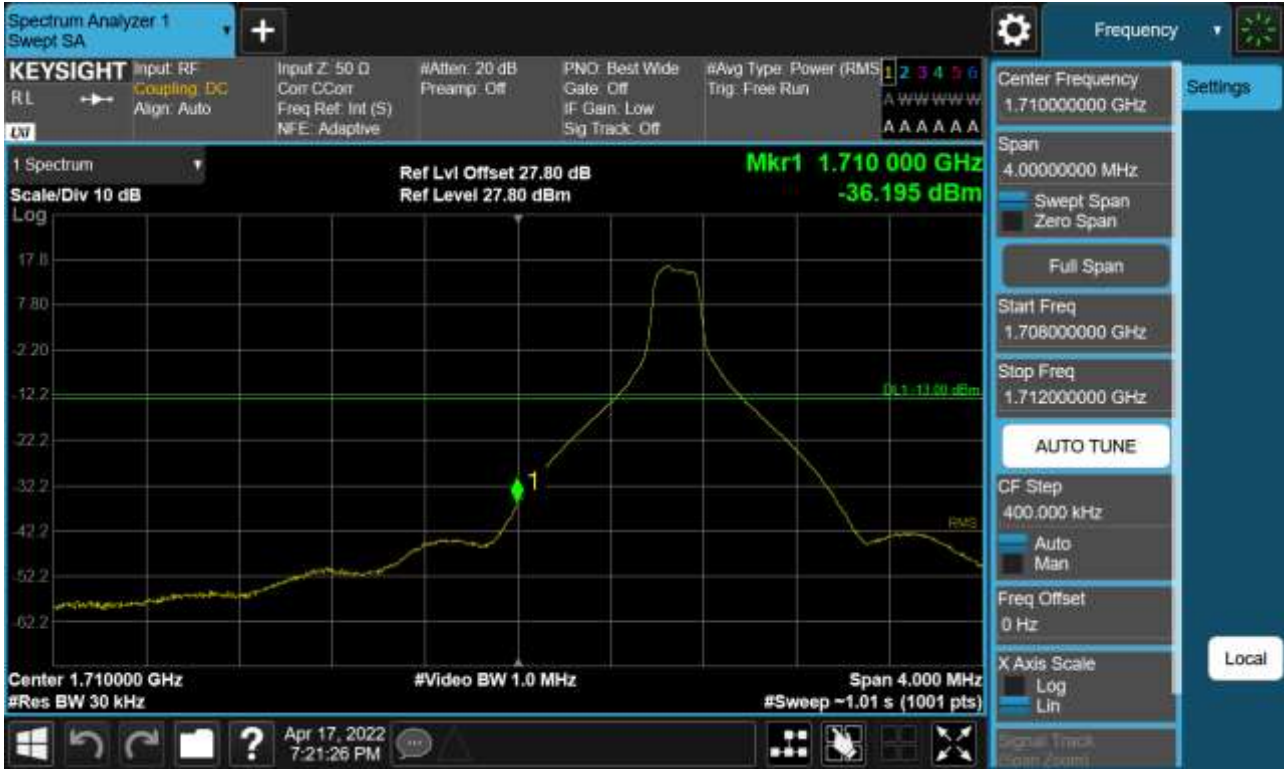 Spectrum Analyzer 1
Swept SA
+
Frequency
KEYSIGHT
RL
LXI
Input: RF
Coupling: DC
Align: Auto
Input Z: 50 Ω
Corr CCorr
Freq Ref: Int (S)
NFE: Adaptive
#Atten: 20 dB
Preamp: Off
PNO: Best Wide
Gate: Off
IF Gain: Low
Sig Track: Off
#Avg Type: Power (RMS
Trig: Free Run
1 2 3 4 5 6
A W W W W W
A A A A A A
1 Spectrum
Scale/Div 10 dB
Ref Lvl Offset 27.80 dB
Ref Level 27.80 dBm
Mkr1 1.710 000 GHz
-36.195 dBm
Log
17.8
7.80
-2.20
-12.2
DL1 -13.00 dBm
-22.2
-32.2
1
-42.2
RMS
-52.2
-62.2
Center 1.710000 GHz
#Video BW 1.0 MHz
Span 4.000 MHz
#Res BW 30 kHz
#Sweep ~1.01 s (1001 pts)
Center Frequency
1.710000000 GHz
Settings
Span
4.00000000 MHz
Swept Span
Zero Span
Full Span
Start Freq
1.708000000 GHz
Stop Freq
1.712000000 GHz
AUTO TUNE
CF Step
400.000 kHz
Auto
Man
Freq Offset
0 Hz
X Axis Scale
Log
Lin
Local
Signal Track
(Span Zoom)
?
Apr 17, 2022
7:21:26 PM